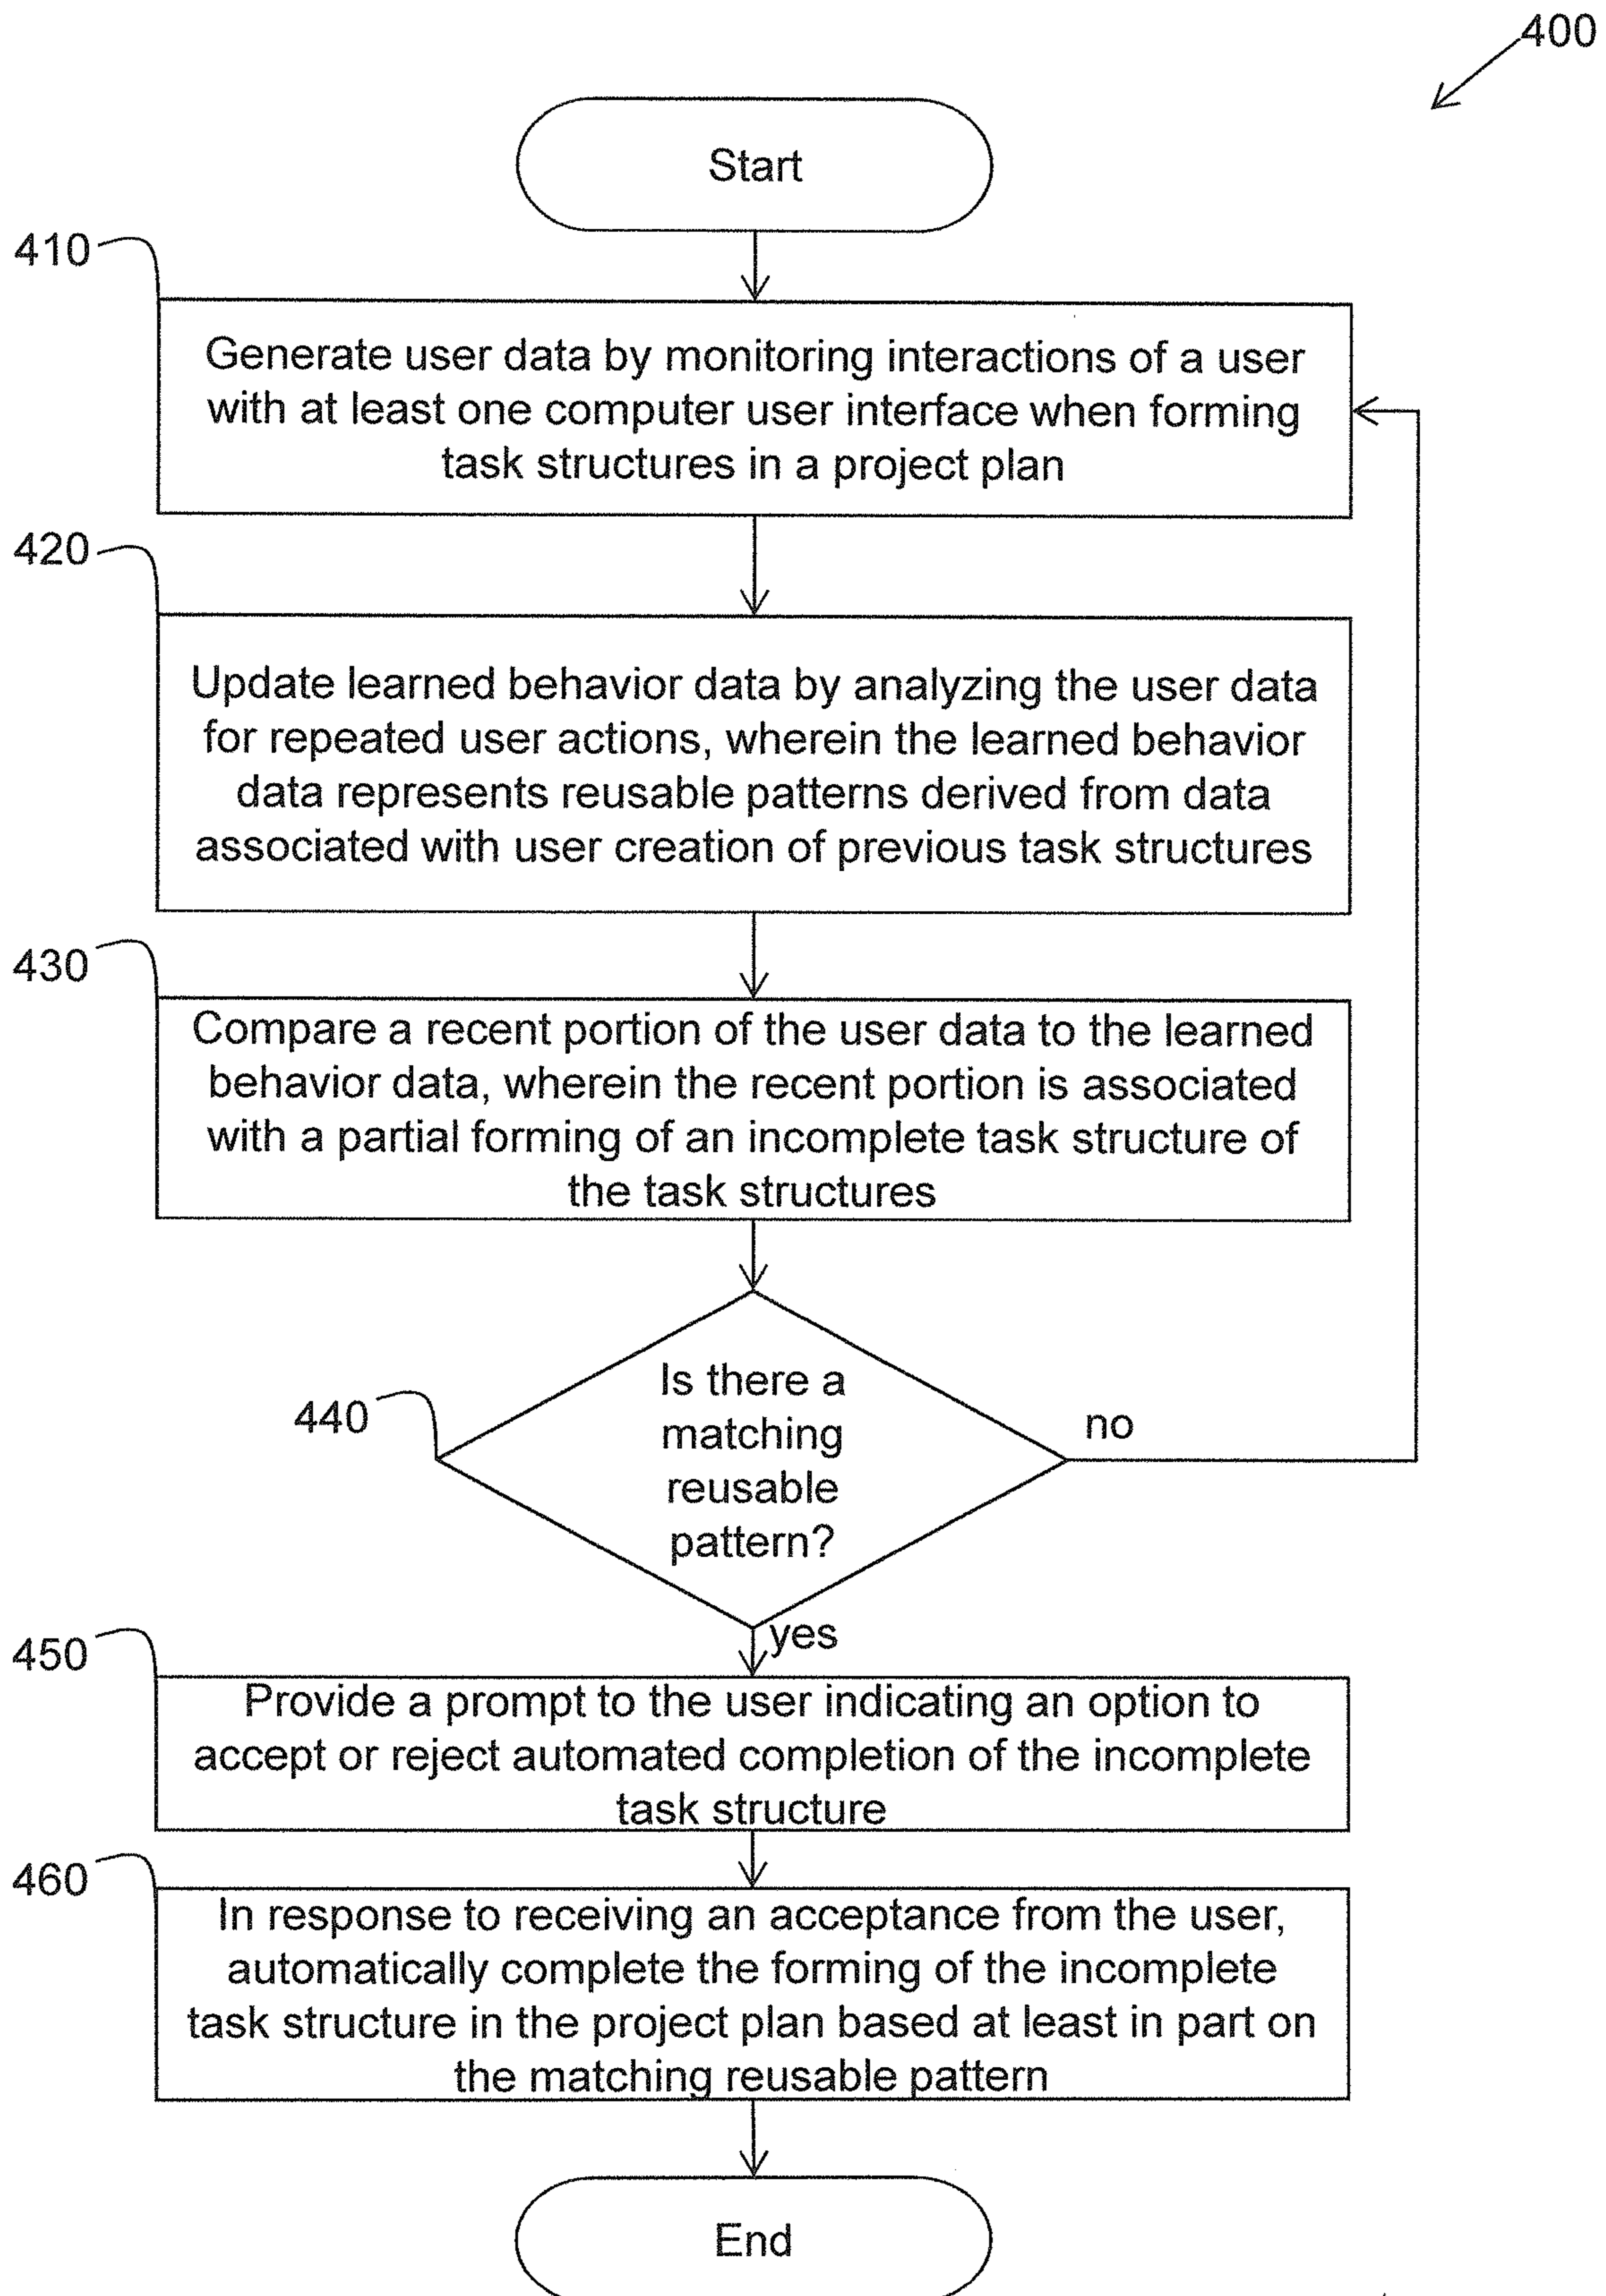 400
Start
410
Generate user data by monitoring interactions of a user
with at least one computer user interface when forming
task structures in a project plan
420
Update learned behavior data by analyzing the user data
for repeated user actions, wherein the learned behavior
data represents reusable patterns derived from data
associated with user creation of previous task structures
430
Compare a recent portion of the user data to the learned
behavior data, wherein the recent portion is associated
with a partial forming of an incomplete task structure of
the task structures
440
Is there a
matching
reusable
pattern?
no
yes
450
Provide a prompt to the user indicating an option to
accept or reject automated completion of the incomplete
task structure
460
In response to receiving an acceptance from the user,
automatically complete the forming of the incomplete
task structure in the project plan based at least in part on
the matching reusable pattern
End